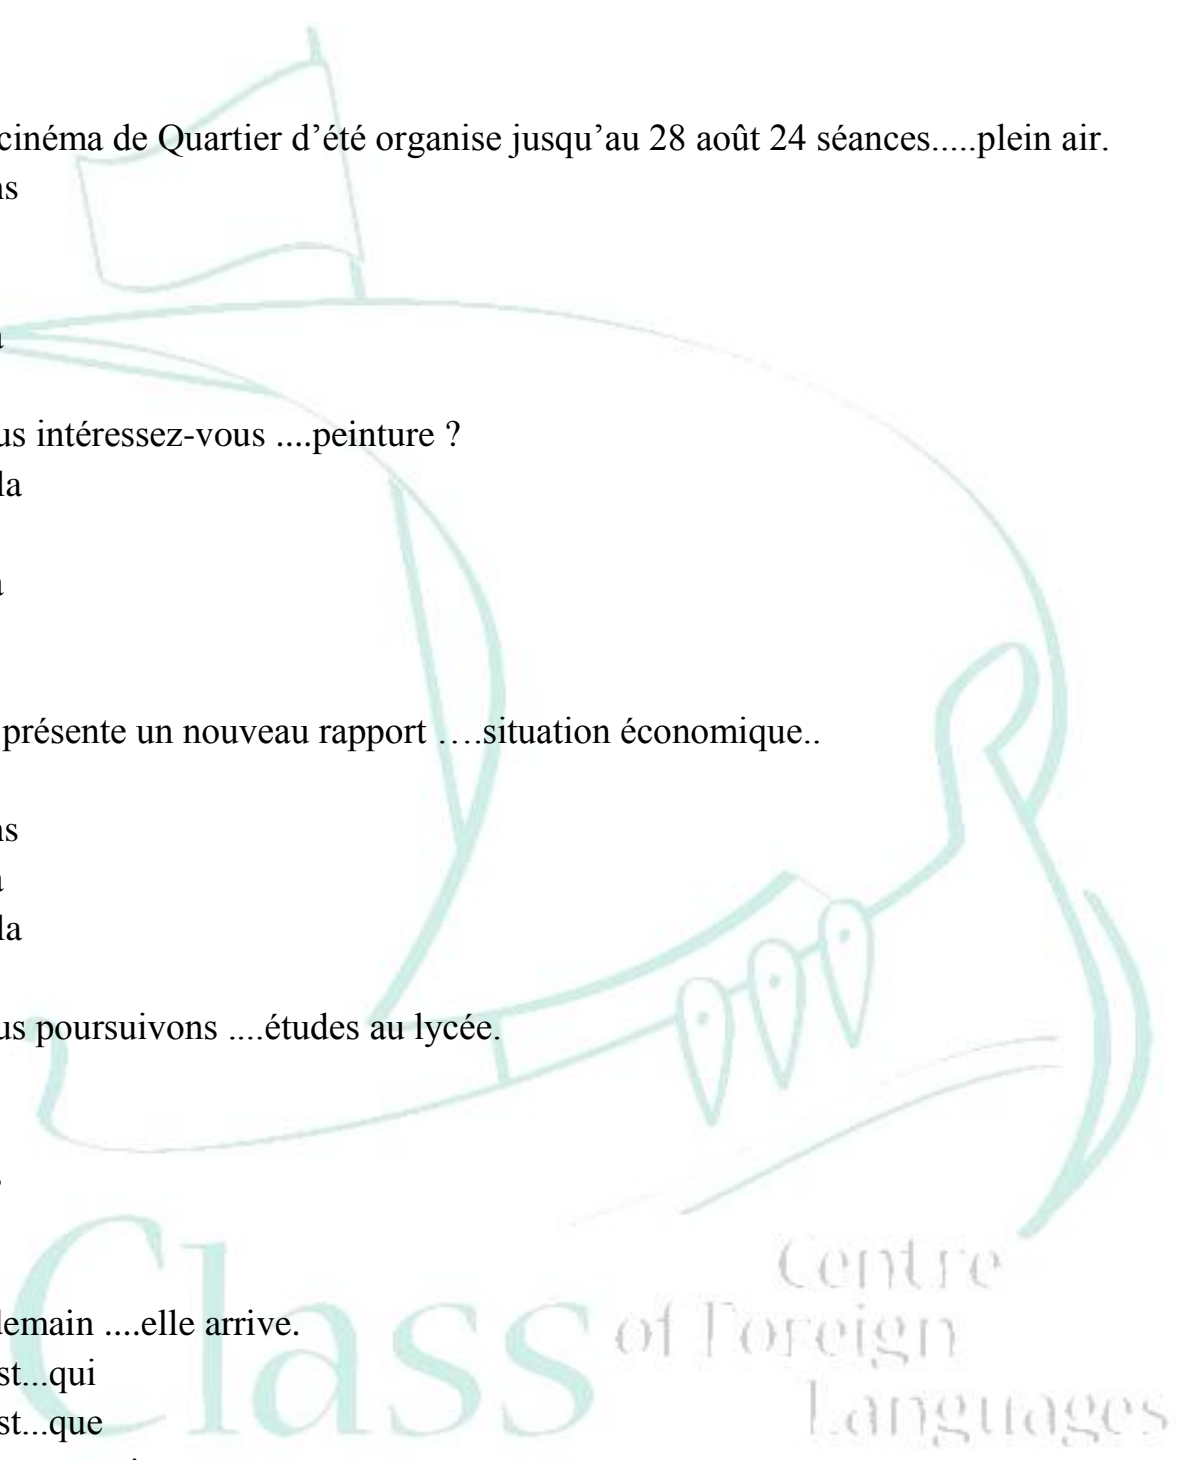 cinéma de Quartier d’été organise jusqu’au 28 août 24 séances.....plein air.
ns
a
us intéressez-vous ....peinture ?
la
a
présente un nouveau rapport ….situation économique..
ns
a
la
us poursuivons ....études au lycée.
demain ....elle arrive.
st...qui
st...que
Class
Centre
of Foreign
Languages